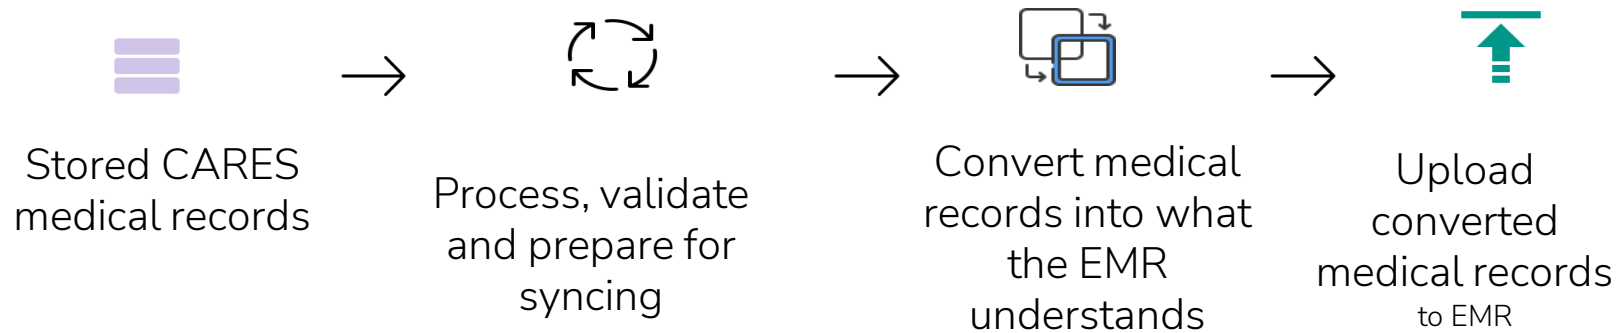 Stored CARES
medical records
Process, validate
and prepare for
syncing
Convert medical
records into what
the EMR
understands
Upload
converted
medical records
to EMR